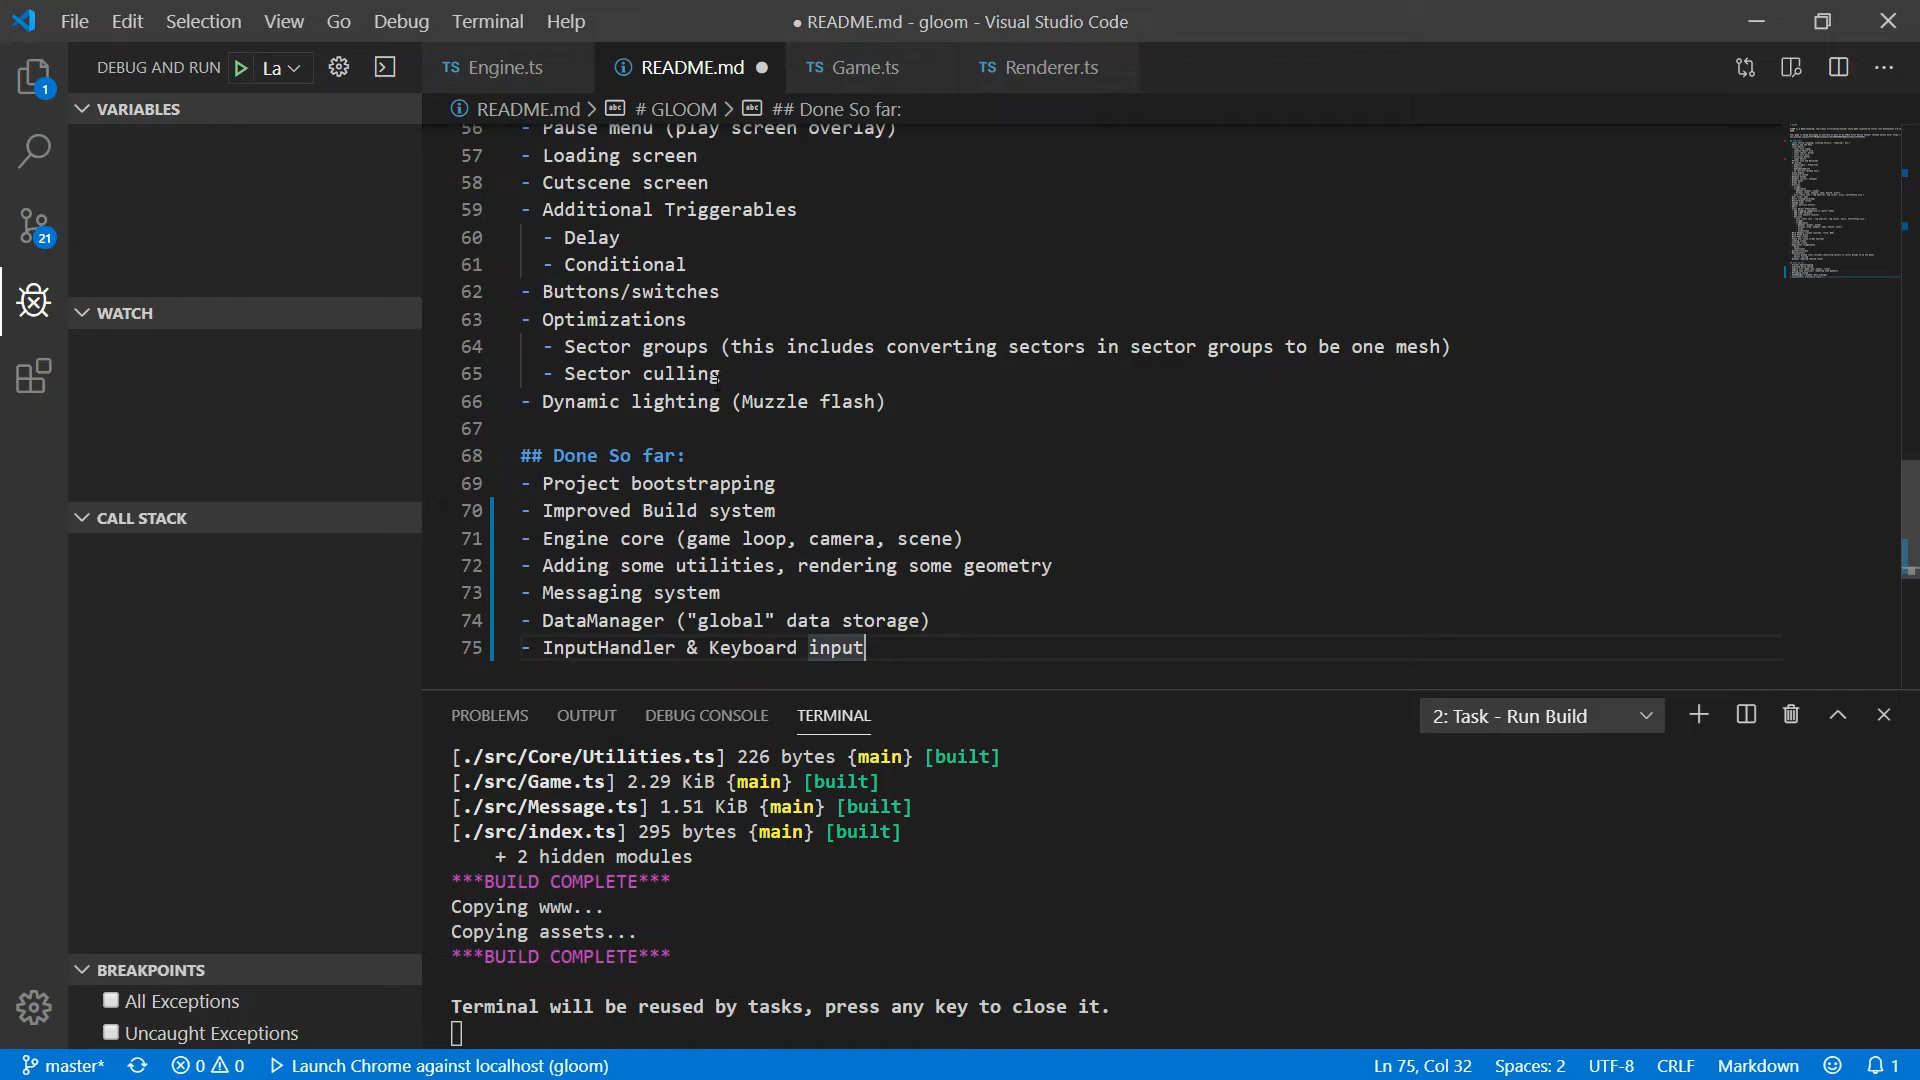 File Edit Selection View Go Debug Terminal Help
● README.md - gloom - Visual Studio Code
DEBUG AND RUN La
TS Engine.ts
README.md ●
TS Game.ts
TS Renderer.ts
1
21
VARIABLES
WATCH
CALL STACK
BREAKPOINTS
All Exceptions
Uncaught Exceptions
README.md > # GLOOM > ## Done So far:
56 - Pause menu (play screen overlay)
57 - Loading screen
58 - Cutscene screen
59 - Additional Triggerables
60 - Delay
61 - Conditional
62 - Buttons/switches
63 - Optimizations
64 - Sector groups (this includes converting sectors in sector groups to be one mesh)
65 - Sector culling
66 - Dynamic lighting (Muzzle flash)
67
68 ## Done So far:
69 - Project bootstrapping
70 - Improved Build system
71 - Engine core (game loop, camera, scene)
72 - Adding some utilities, rendering some geometry
73 - Messaging system
74 - DataManager ("global" data storage)
75 - InputHandler & Keyboard input
PROBLEMS OUTPUT DEBUG CONSOLE TERMINAL
2: Task - Run Build
[./src/Core/Utilities.ts] 226 bytes {main} [built]
[./src/Game.ts] 2.29 KiB {main} [built]
[./src/Message.ts] 1.51 KiB {main} [built]
[./src/index.ts] 295 bytes {main} [built]
+ 2 hidden modules
***BUILD COMPLETE***
Copying www...
Copying assets...
***BUILD COMPLETE***
Terminal will be reused by tasks, press any key to close it.
master* 0 0 Launch Chrome against localhost (gloom)
Ln 75, Col 32 Spaces: 2 UTF-8 CRLF Markdown 1